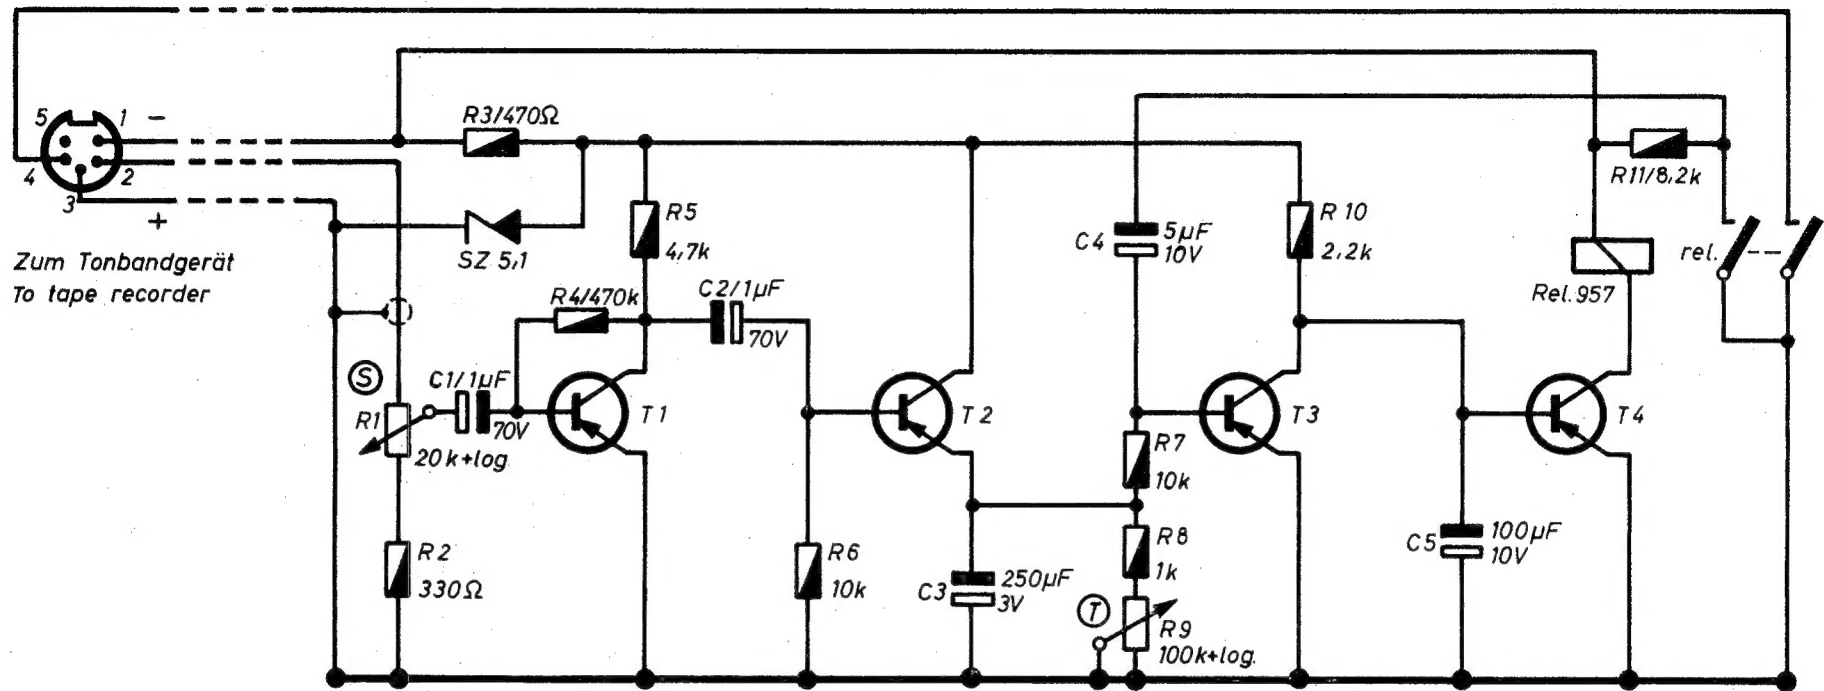 5
1
−
4
2
3
+
Zum Tonbandgerät
To tape recorder
R3/470Ω
SZ 5,1
R5
4,7k
R4/470k
C2/1µF
70V
S
R1
20k+log.
C1/1µF
70V
T1
R2
330Ω
T2
R6
10k
C3
250µF
3V
C4
5µF
10V
R7
10k
R8
1k
T
R9
100k+log.
R10
2,2k
T3
C5
100µF
10V
T4
Rel.957
R11/8,2k
rel.